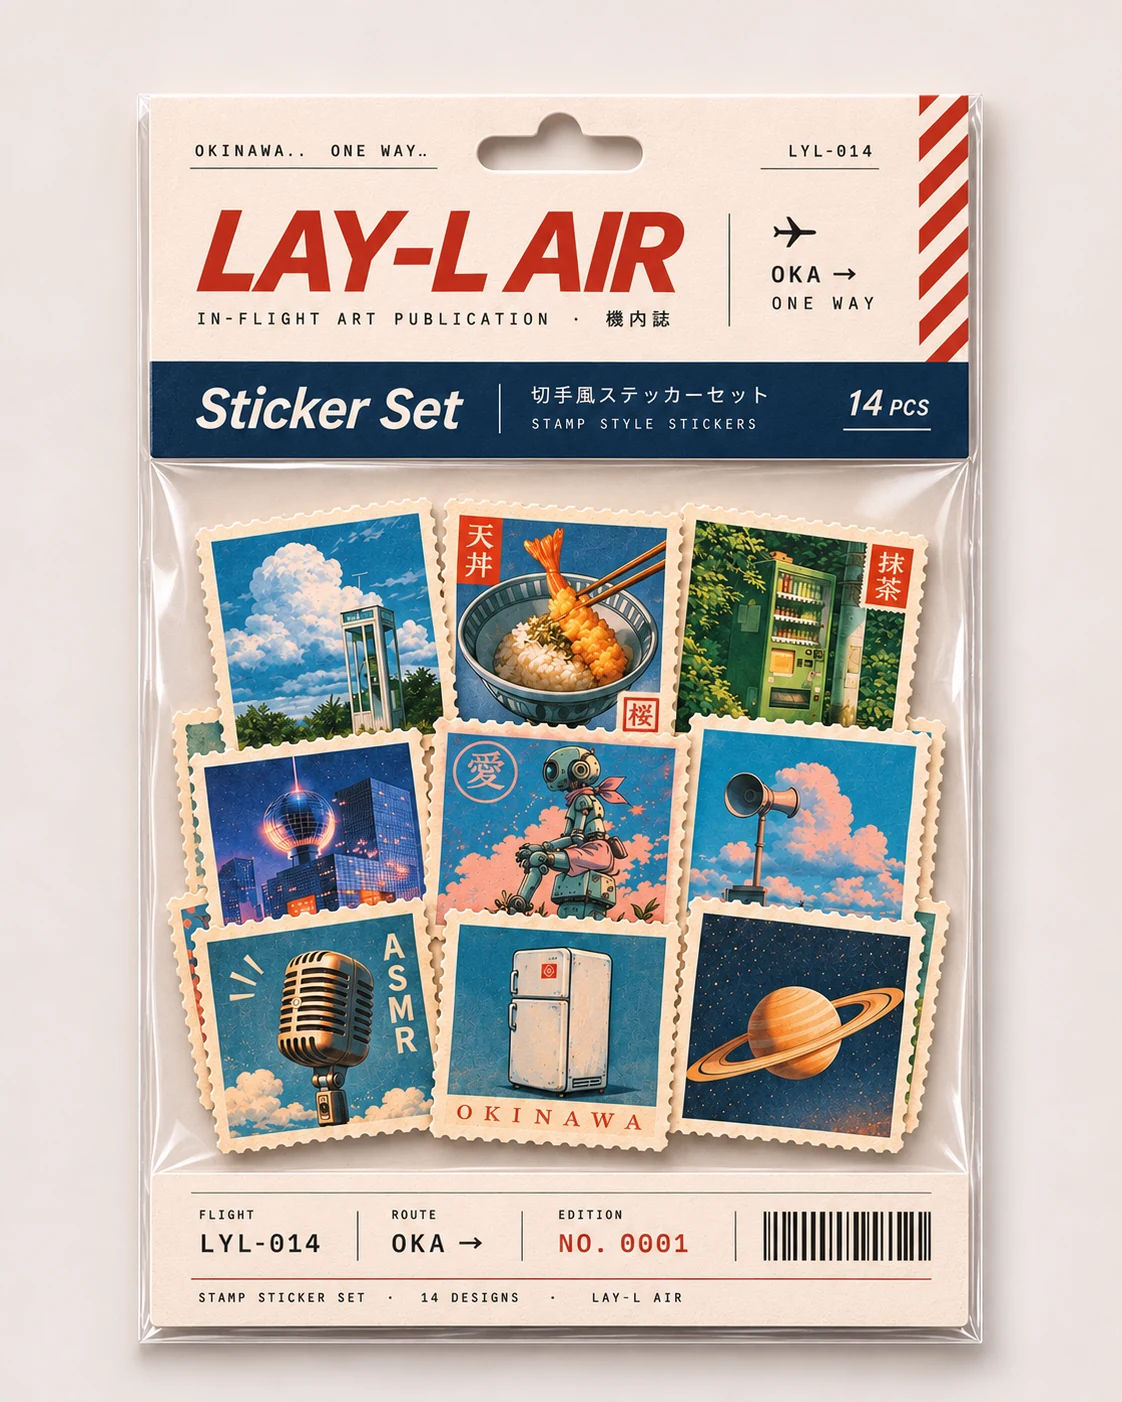 OKINAWA.. ONE WAY..
LYL-014
LAY-L AIR
IN-FLIGHT ART PUBLICATION · 機内誌
OKA →
ONE WAY
Sticker Set
切手風ステッカーセット
STAMP STYLE STICKERS
14 PCS
天丼
桜
抹茶
愛
ASMR
OKINAWA
FLIGHT
LYL-014
ROUTE
OKA →
EDITION
NO. 0001
STAMP STICKER SET · 14 DESIGNS · LAY-L AIR